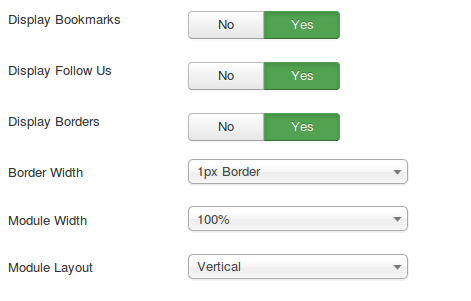 Display Bookmarks No Yes
Display Follow Us No Yes
Display Borders No Yes
Border Width 1px Border
Module Width 100%
Module Layout Vertical